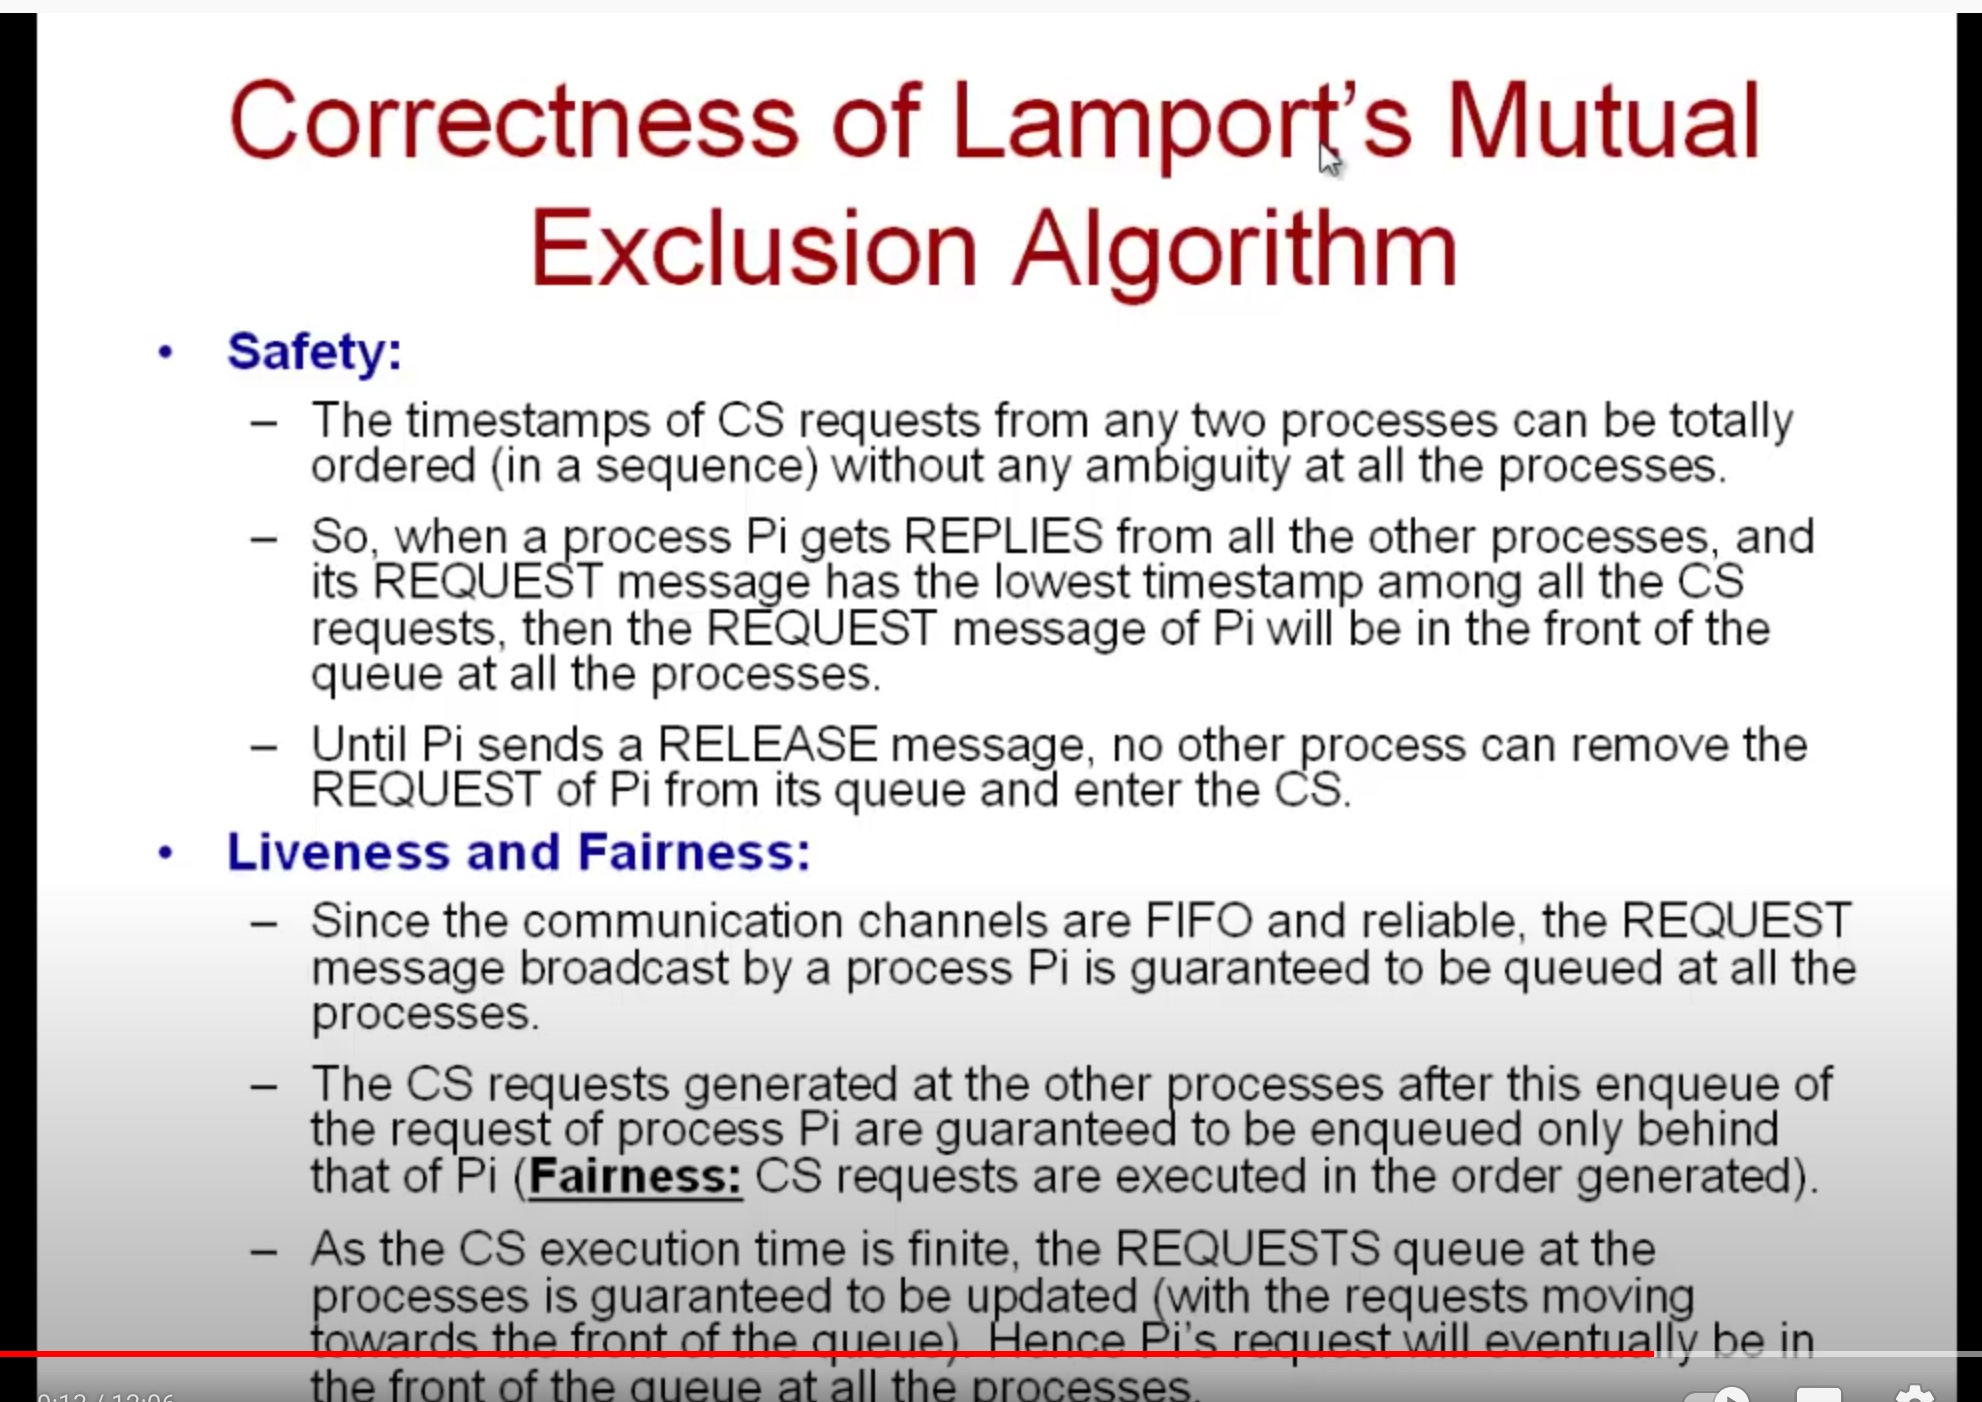 Correctness of Lamport's Mutual
Exclusion Algorithm
• Safety:
– The timestamps of CS requests from any two processes can be totally
ordered (in a sequence) without any ambiguity at all the processes.
– So, when a process Pi gets REPLIES from all the other processes, and
its REQUEST message has the lowest timestamp among all the CS
requests, then the REQUEST message of Pi will be in the front of the
queue at all the processes.
– Until Pi sends a RELEASE message, no other process can remove the
REQUEST of Pi from its queue and enter the CS.
• Liveness and Fairness:
– Since the communication channels are FIFO and reliable, the REQUEST
message broadcast by a process Pi is guaranteed to be queued at all the
processes.
– The CS requests generated at the other processes after this enqueue of
the request of process Pi are guaranteed to be enqueued only behind
that of Pi (Fairness: CS requests are executed in the order generated).
– As the CS execution time is finite, the REQUESTS queue at the
processes is guaranteed to be updated (with the requests moving
towards the front of the queue). Hence Pi's request will eventually be in
the front of the queue at all the processes.